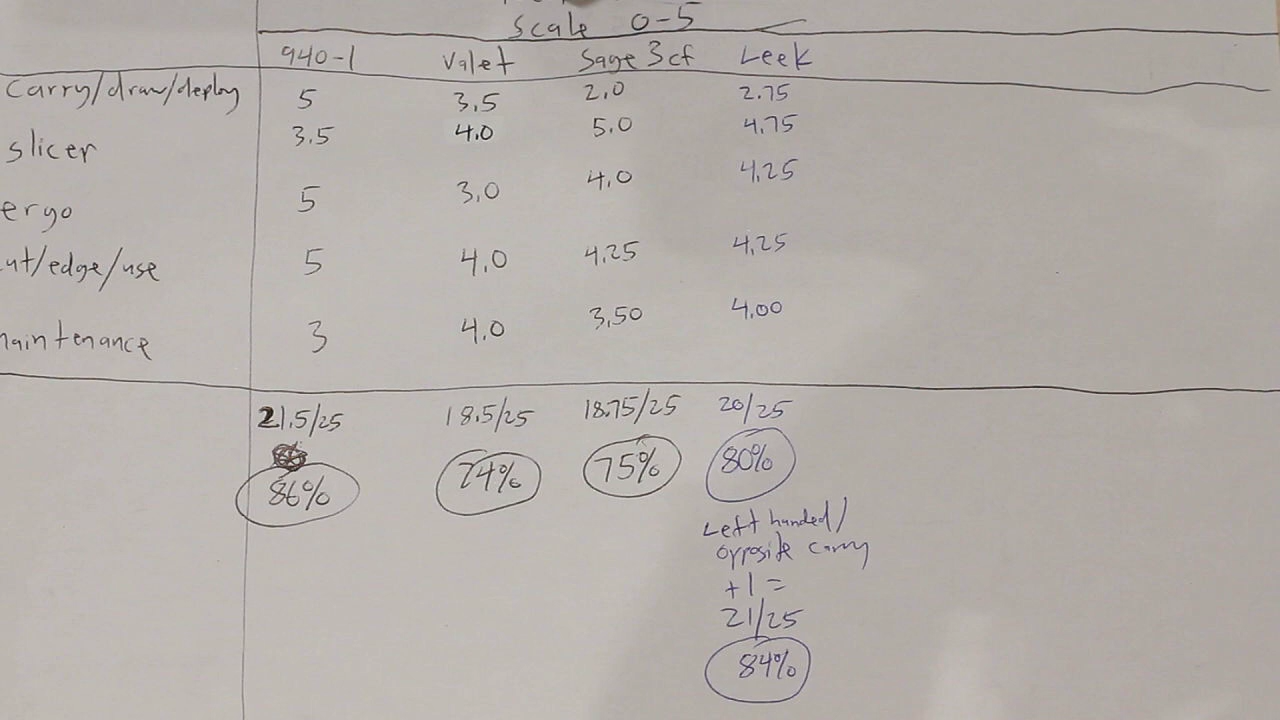 Scale 0-5
940-1 Valet Sage 3cf Leek
Carry/draw/deploy 5 3.5 2.0 2.75
slicer 3.5 4.0 5.0 4.75
ergo 5 3.0 4.0 4.25
ut/edge/use 5 4.0 4.25 4.25
maintenance 3 4.0 3.50 4.00
21.5/25 18.5/25 18.75/25 20/25
86% 74% 75% 80%
Left handed/
opposite carry
+1 =
21/25
84%